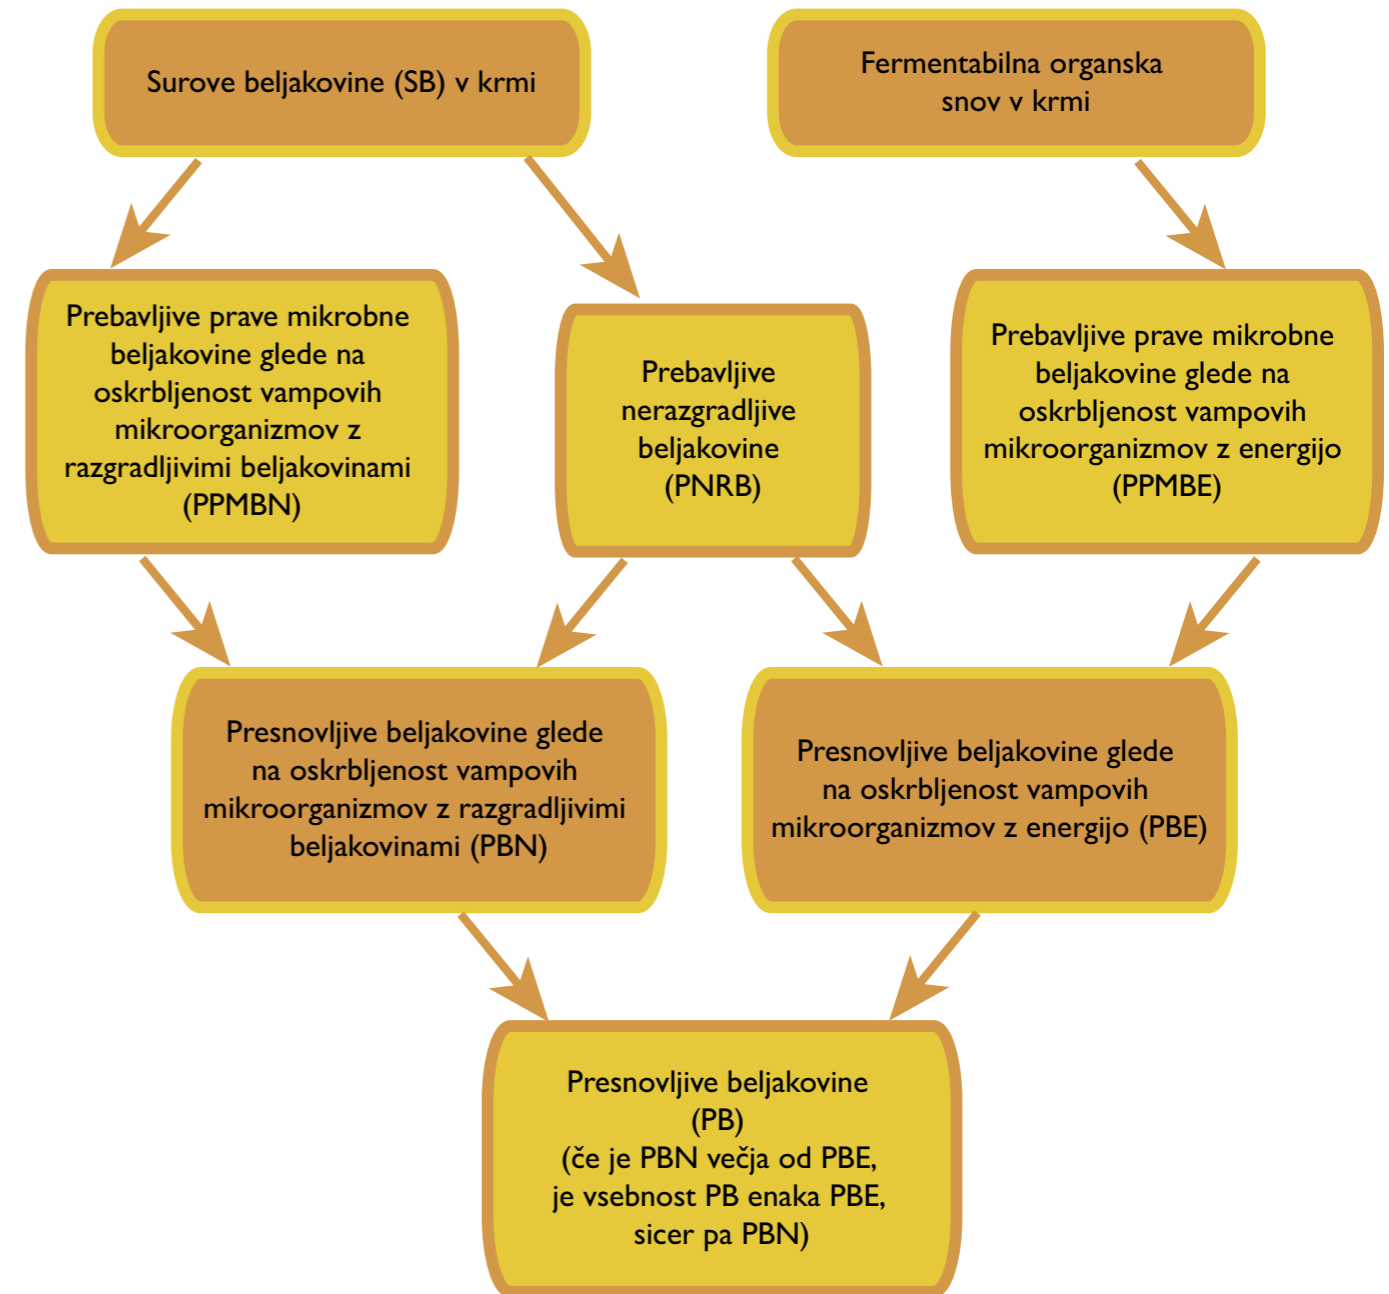 Surove beljakovine (SB) v krmi
Fermentabilna organska
snov v krmi
Prebavljive prave mikrobne
beljakovine glede na
oskrbljenost vampovih
mikroorganizmov z
razgradljivimi beljakovinami
(PPMBN)
Prebavljive
nerazgradljive
beljakovine
(PNRB)
Prebavljive prave mikrobne
beljakovine glede na
oskrbljenost vampovih
mikroorganizmov z energijo
(PPMBE)
Presnovljive beljakovine glede
na oskrbljenost vampovih
mikroorganizmov z razgradljivimi
beljakovinami (PBN)
Presnovljive beljakovine glede
na oskrbljenost vampovih
mikroorganizmov z energijo (PBE)
Presnovljive beljakovine
(PB)
(če je PBN večja od PBE,
je vsebnost PB enaka PBE,
sicer pa PBN)